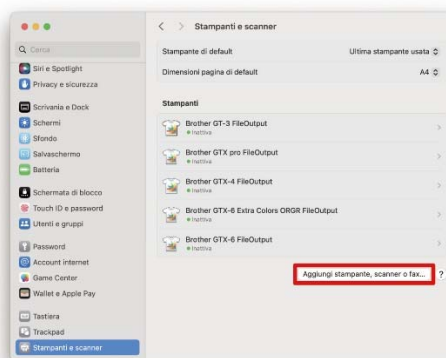 Stampanti e scanner
Cerca
Siri e Spotlight
Privacy e sicurezza
Scrivania e Dock
Schermi
Sfondo
Salvaschermo
Batteria
Schermata di blocco
Touch ID e password
Utenti e gruppi
Password
Account internet
Game Center
Wallet e Apple Pay
Tastiera
Trackpad
Stampanti e scanner
Stampante di default Ultima stampante usata
Dimensioni pagina di default A4
Stampanti
Brother GT-3 FileOutput
Inattiva
Brother GTX pro FileOutput
Inattiva
Brother GTX-4 FileOutput
Inattiva
Brother GTX-6 Extra Colors ORGR FileOutput
Inattiva
Brother GTX-6 FileOutput
Inattiva
Aggiungi stampante, scanner o fax... ?